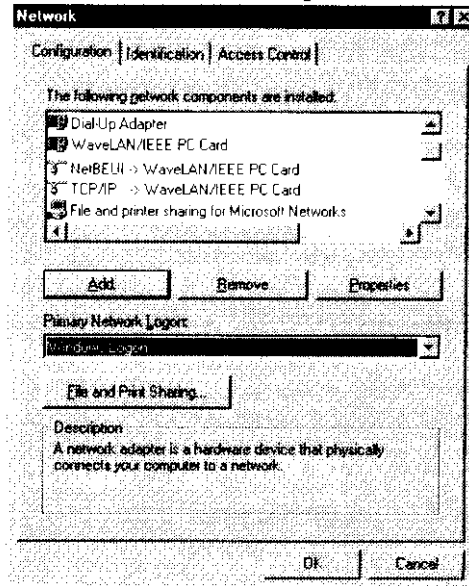 Network
Configuration Identification Access Control
The following network components are installed.
Dial-Up Adapter
WaveLAN/IEEE PC Card
NetBEUI -> WaveLAN/IEEE PC Card
TCP/IP -> WaveLAN/IEEE PC Card
File and printer sharing for Microsoft Networks
Add Remove Properties
Primary Network Logon:
Windows Logon
File and Print Sharing...
Description
A network adapter is a hardware device that physically
connects your computer to a network.
OK Cancel